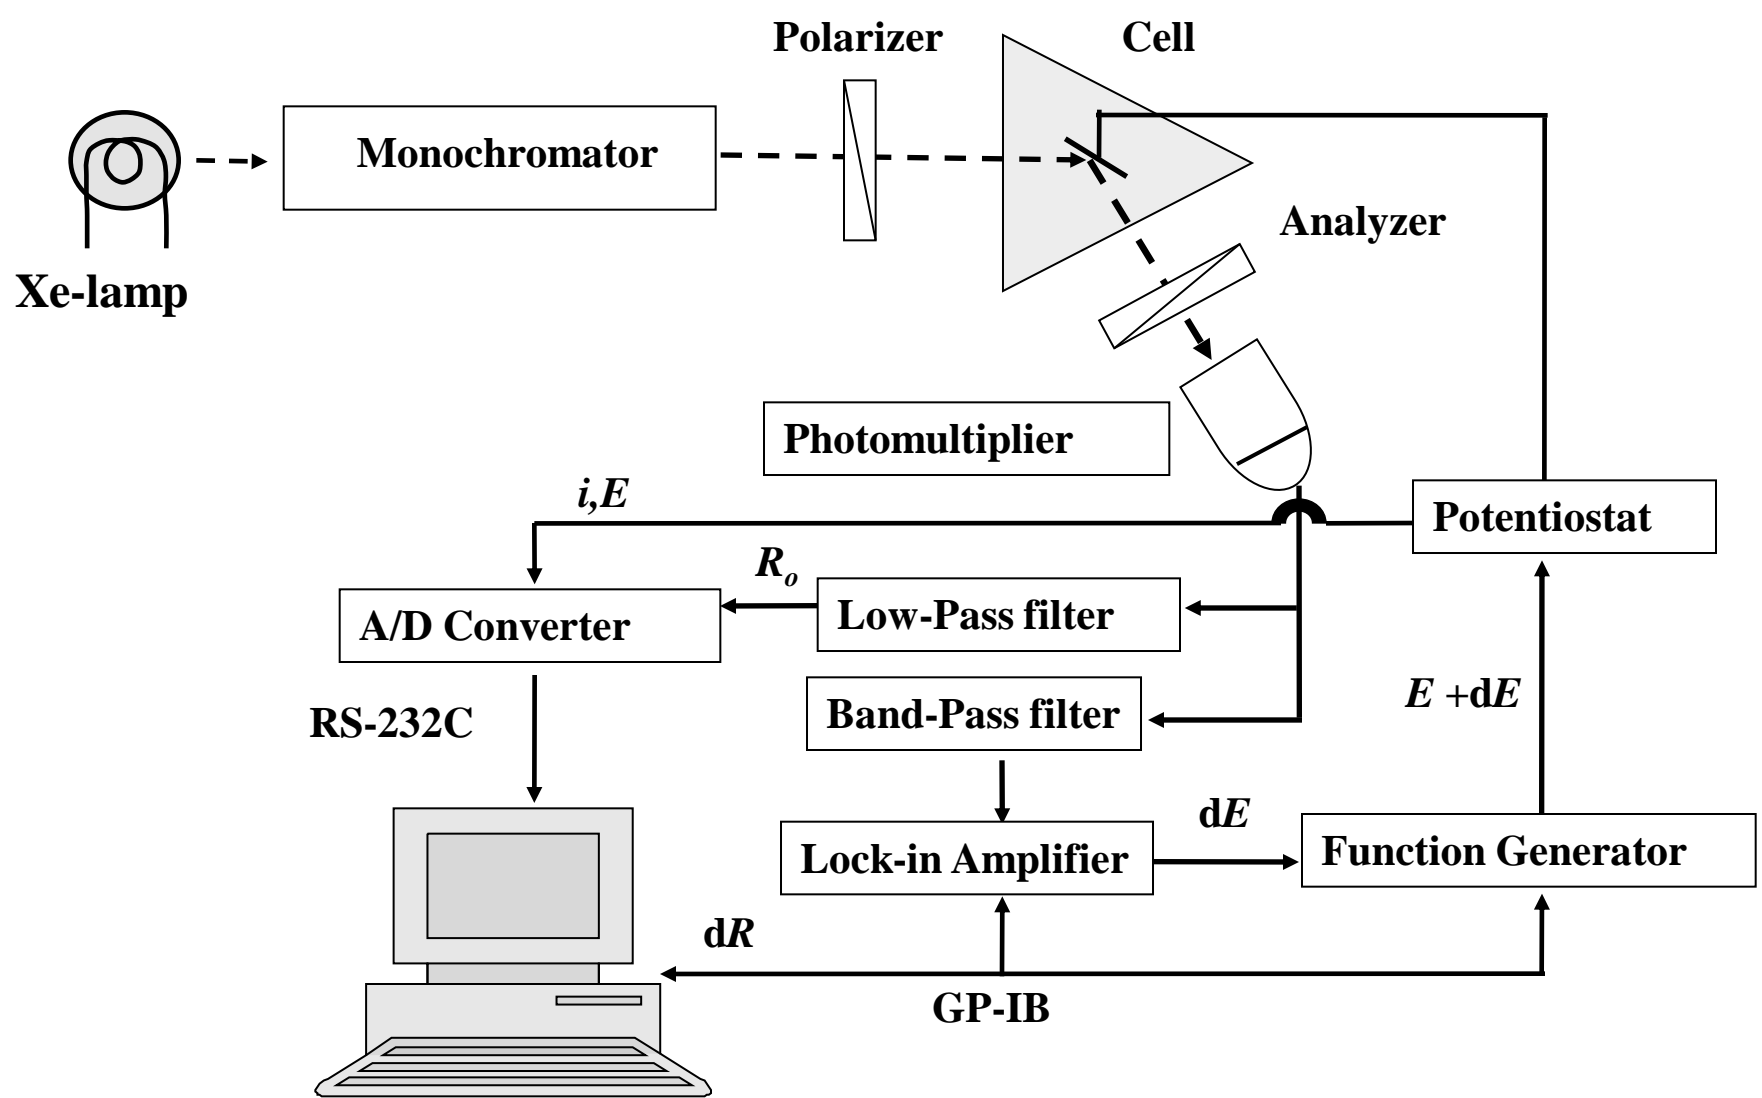 Polarizer
Cell
Monochromator
Analyzer
Xe-lamp
Photomultiplier
i,E
Potentiostat
Ro
Low-Pass filter
A/D Converter
E +dE
Band-Pass filter
RS-232C
dE
Function Generator
Lock-in Amplifier
dR
GP-IB